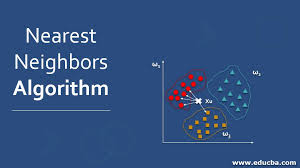 Nearest
Neighbors
Algorithm
ω₁
ω₃
Xu
ω₂
www.educba.com